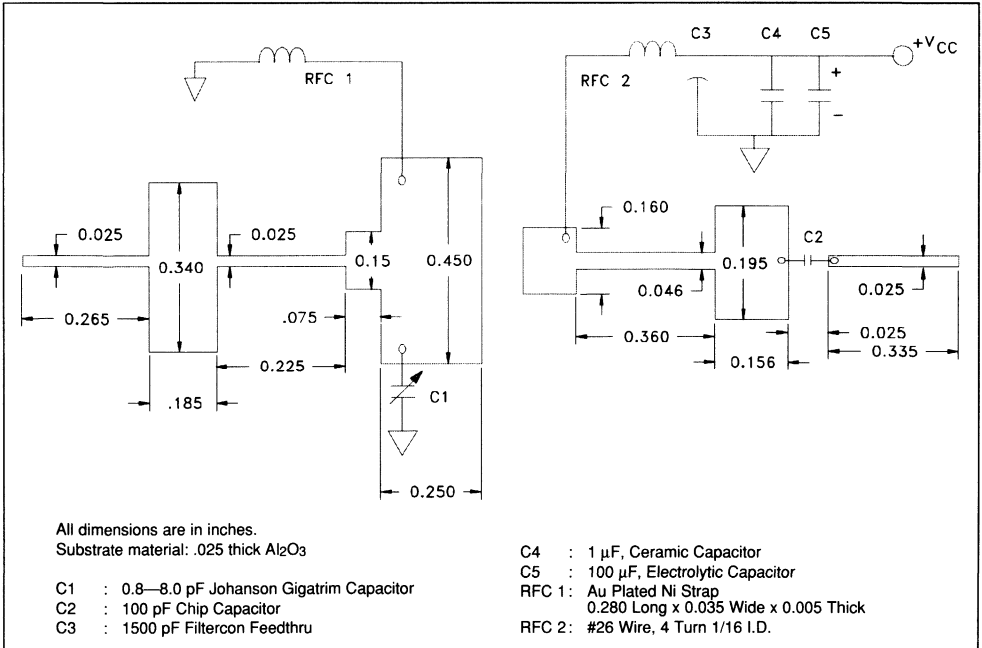 C3 C4 C5
+VCC
RFC 1
RFC 2
+
−
0.025
0.340
0.025
0.15
0.450
0.265
.075
0.225
.185
C1
0.250
0.160
C2
0.195
0.046
0.025
0.360
0.025
0.156
0.335
All dimensions are in inches.
Substrate material: .025 thick Al2O3
C1 : 0.8—8.0 pF Johanson Gigatrim Capacitor
C2 : 100 pF Chip Capacitor
C3 : 1500 pF Filtercon Feedthru
C4 : 1 µF, Ceramic Capacitor
C5 : 100 µF, Electrolytic Capacitor
RFC 1: Au Plated Ni Strap
0.280 Long x 0.035 Wide x 0.005 Thick
RFC 2: #26 Wire, 4 Turn 1/16 I.D.